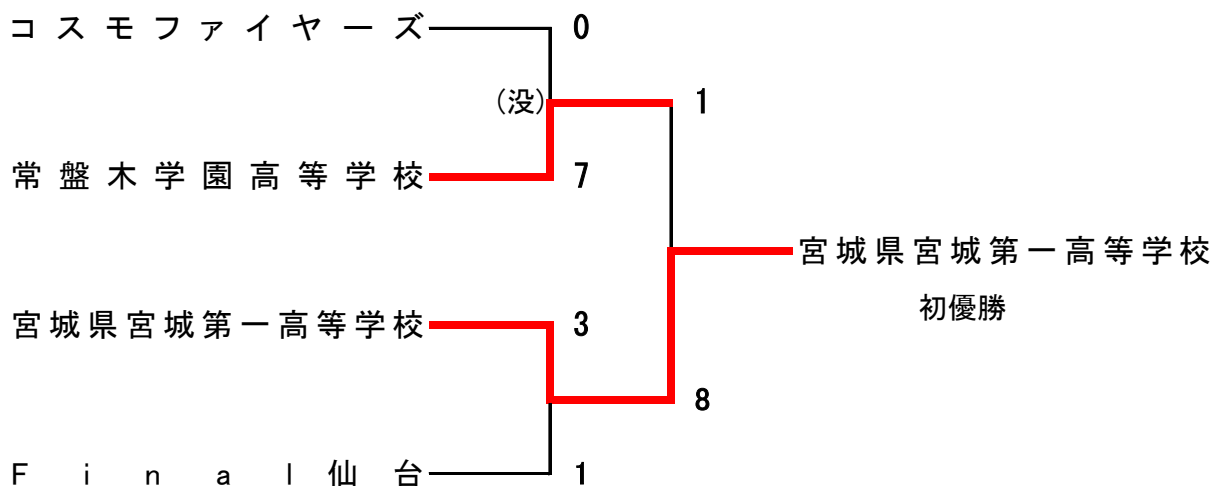 コスモファイヤーズ 0
(没) 1
常盤木学園高等学校 7
宮城県宮城第一高等学校
初優勝
宮城県宮城第一高等学校 3
8
Final仙台 1